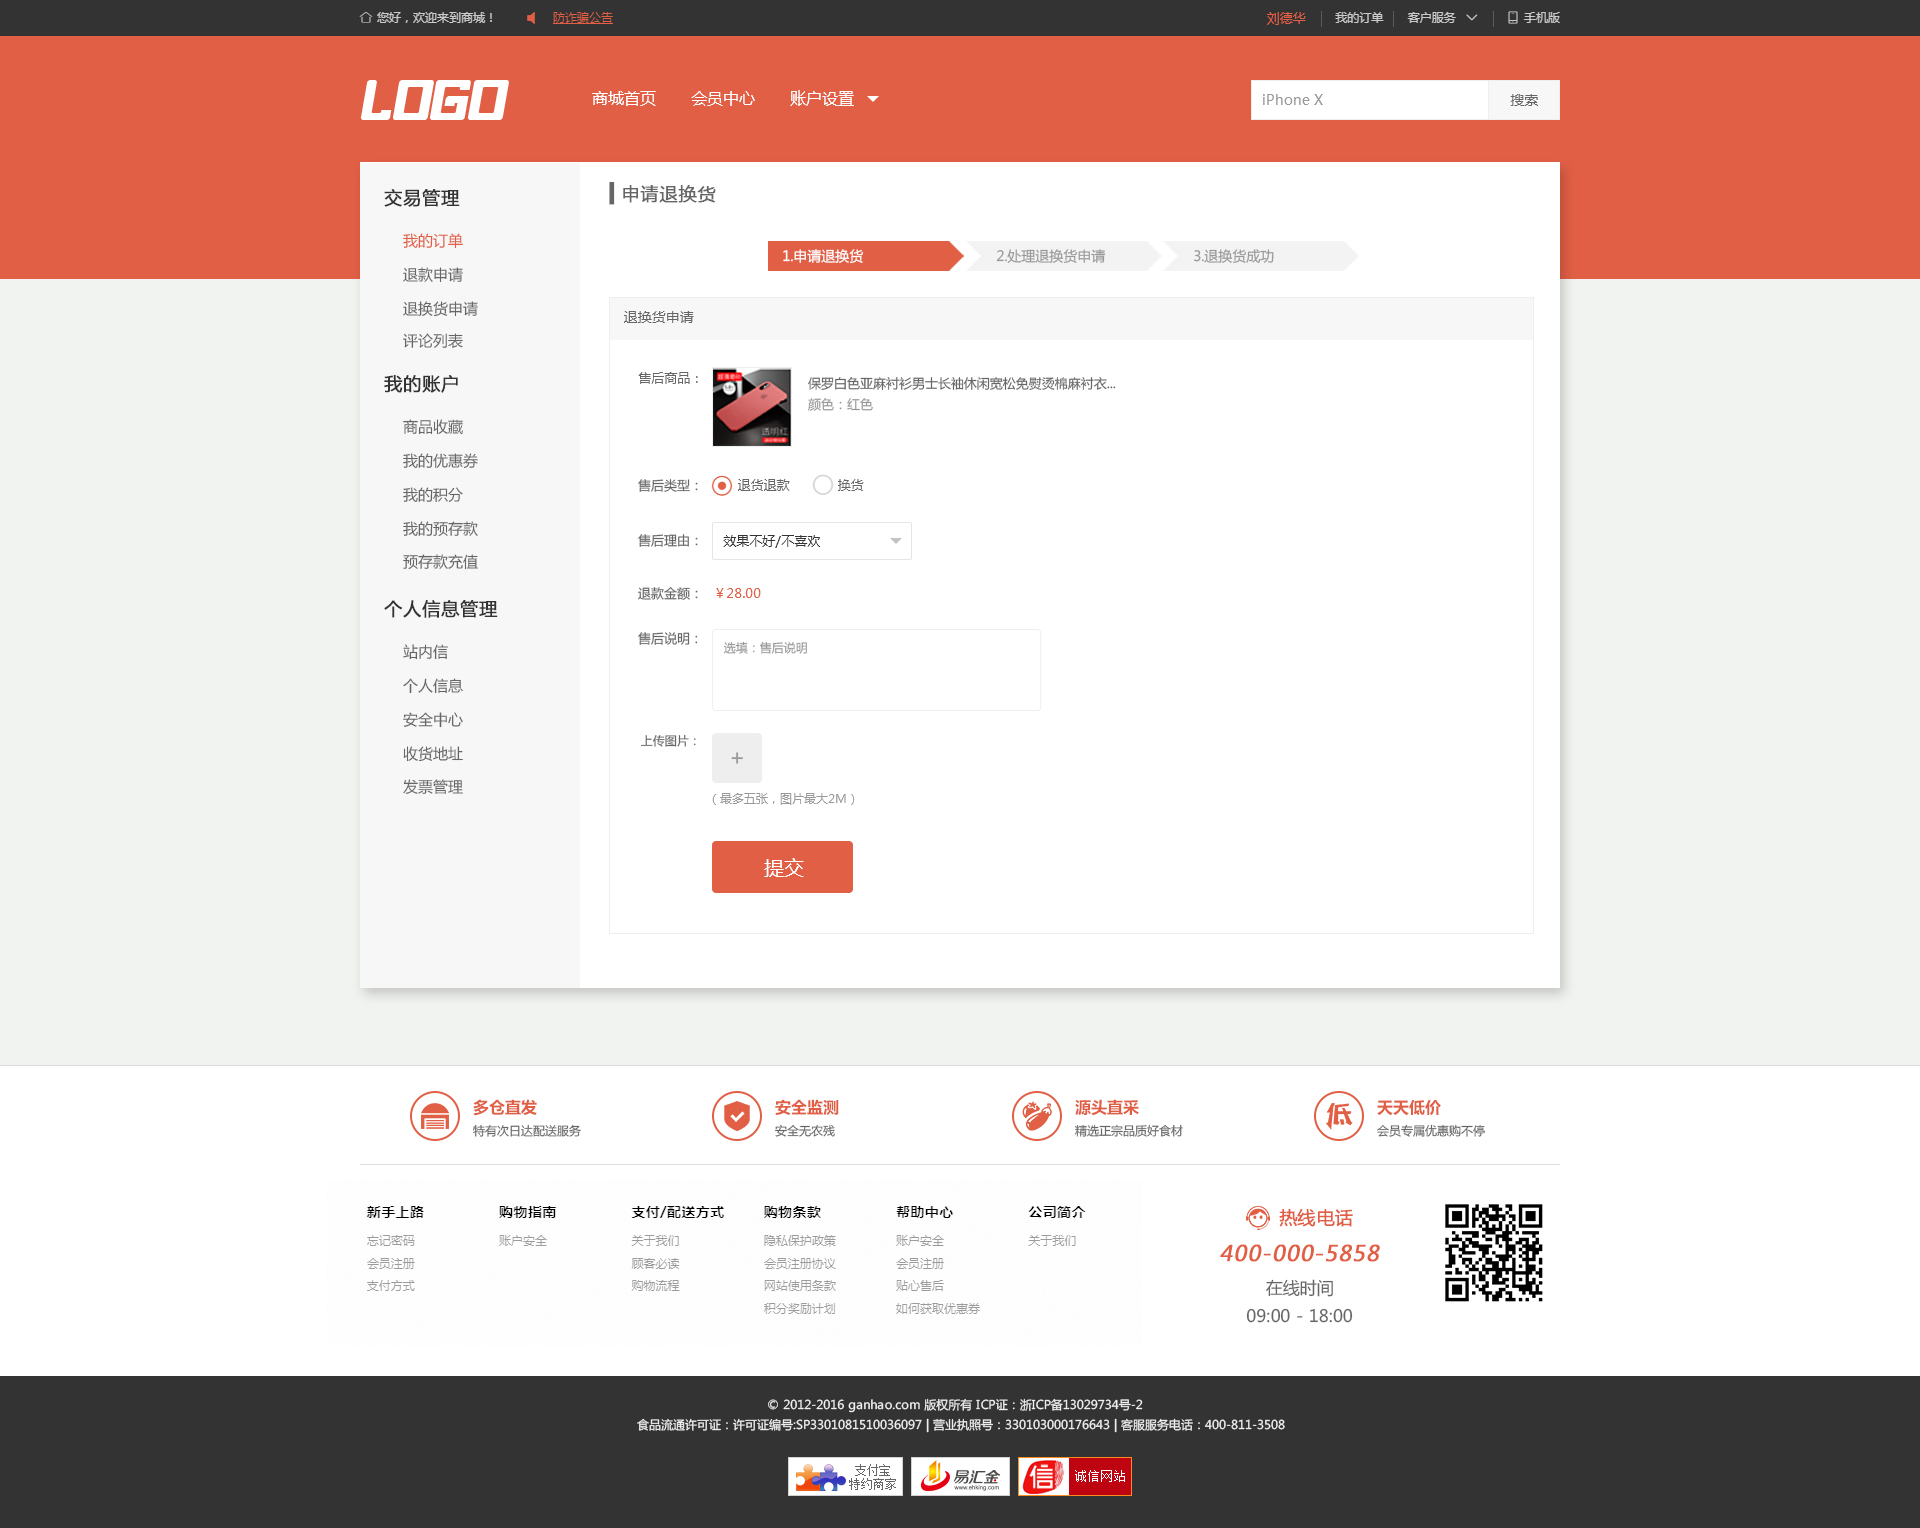 您好，欢迎来到商城！ 防诈骗公告 刘德华 我的订单 客户服务 手机版
LOGO 商城首页 会员中心 账户设置 iPhone X 搜索
交易管理
我的订单
退款申请
退换货申请
评论列表
我的账户
商品收藏
我的优惠券
我的积分
我的预存款
预存款充值
个人信息管理
站内信
个人信息
安全中心
收货地址
发票管理
申请退换货
1.申请退换货 2.处理退换货申请 3.退换货成功
退换货申请
售后商品： 保罗白色亚麻衬衫男士长袖休闲宽松免熨烫棉麻衬衣...
颜色：红色
透明红
售后类型： 退货退款 换货
售后理由： 效果不好/不喜欢
退款金额： ￥28.00
售后说明： 选填：售后说明
上传图片： +
（最多五张，图片最大2M）
提交
多仓直发
特有次日达配送服务
安全监测
安全无农残
源头直采
精选正宗品质好食材
低 天天低价
会员专属优惠购不停
新手上路
忘记密码
会员注册
支付方式
购物指南
账户安全
支付/配送方式
关于我们
顾客必读
购物流程
购物条款
隐私保护政策
会员注册协议
网站使用条款
积分奖励计划
帮助中心
账户安全
会员注册
贴心售后
如何获取优惠券
公司简介
关于我们
热线电话
400-000-5858
在线时间
09:00 - 18:00
© 2012-2016 ganhao.com 版权所有 ICP证：浙ICP备13029734号-2
食品流通许可证：许可证编号:SP3301081510036097 | 营业执照号：330103000176643 | 客服服务电话：400-811-3508
支付宝
特约商家
易汇金
www.ehking.com
信 诚信网站